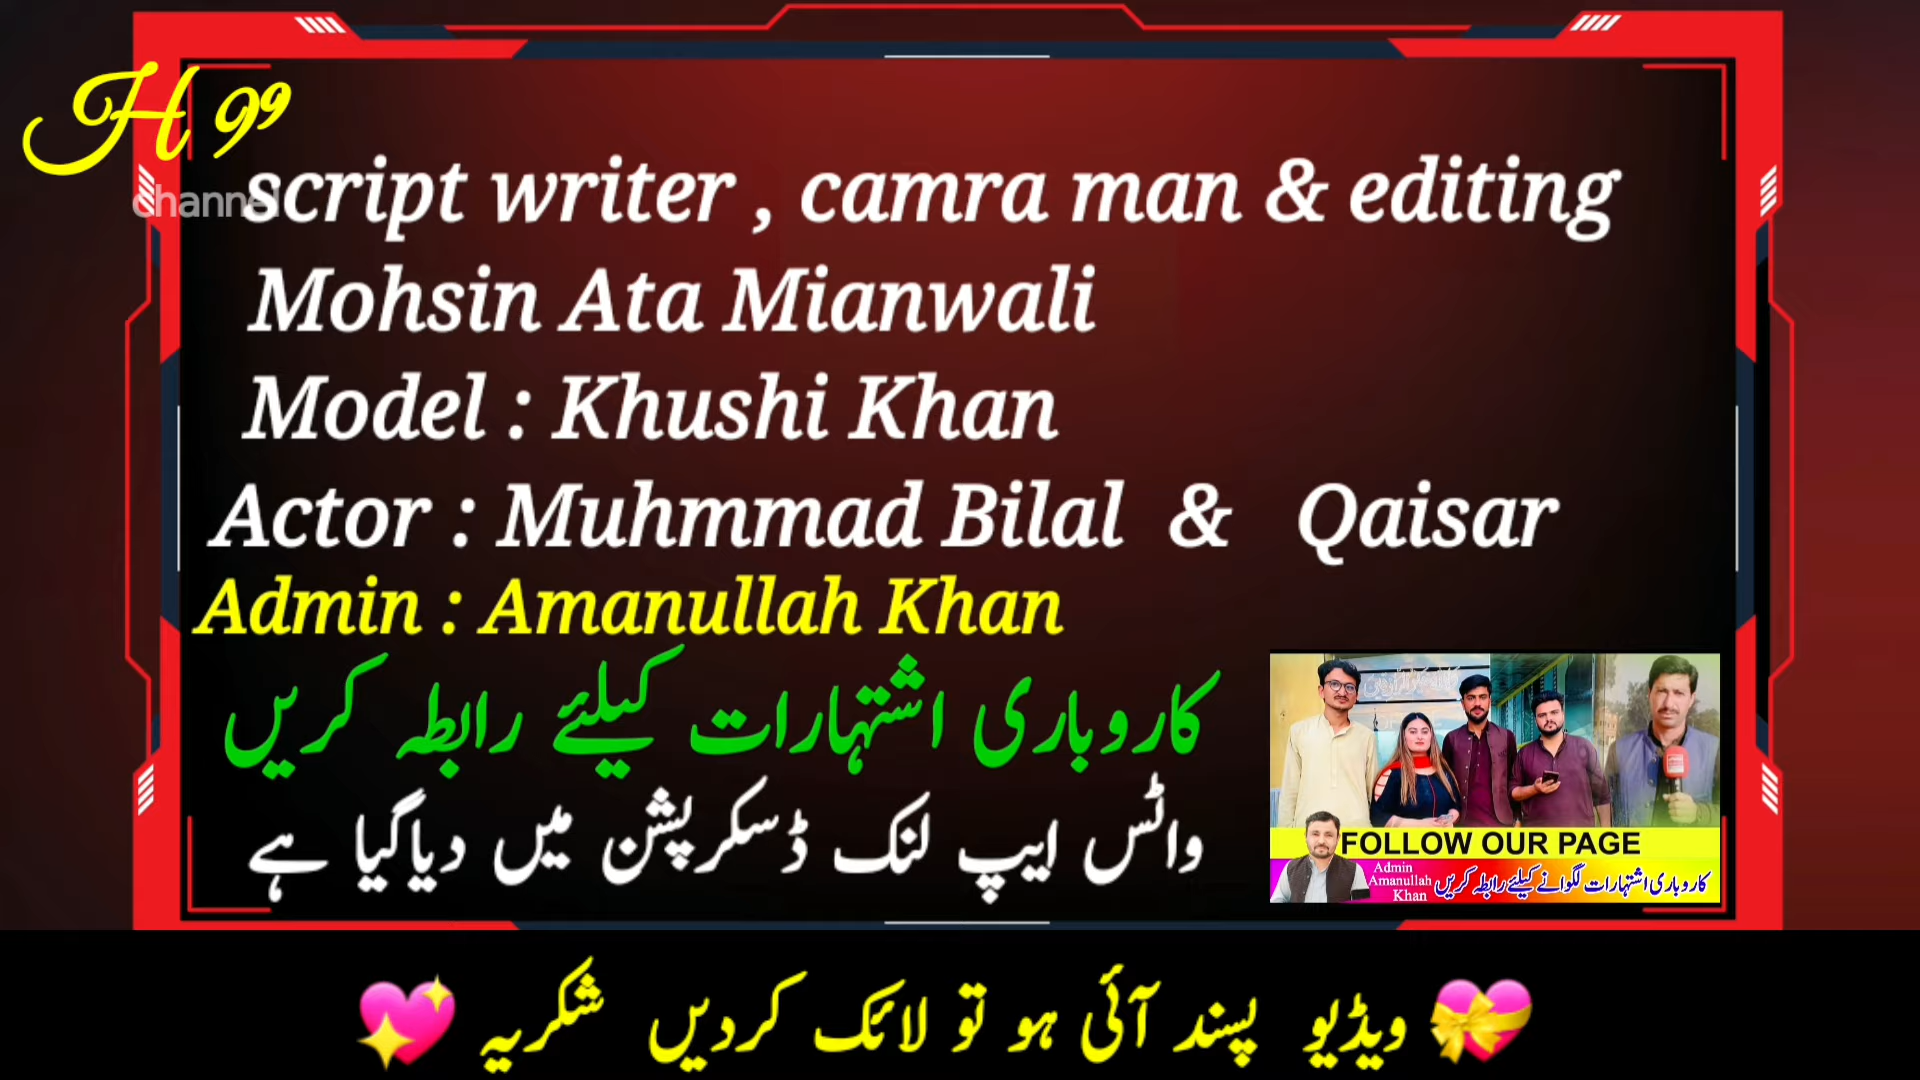 H 99
channel
script writer , camra man & editing
Mohsin Ata Mianwali
Model : Khushi Khan
Actor : Muhmmad Bilal & Qaisar
Admin : Amanullah Khan
کاروباری اشتہارات کیلئے رابطہ کریں
واٹس ایپ لنک ڈسکرپشن میں دیاگیا ہے
FOLLOW OUR PAGE
Admin
Amanullah
Khan
کاروباری اشتہارات لگوانے کیلئے رابطہ کریں
💝 ویڈیو پسند آئی ہو تو لائک کردیں شکریہ 💖